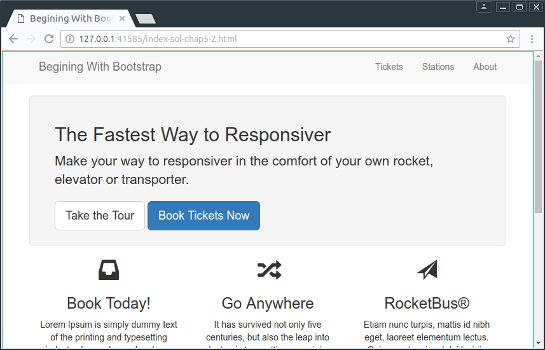 Begining With Boot
127.0.0.1:41585/index-sol-chap5-2.html
Begining With Bootstrap Tickets Stations About
The Fastest Way to Responsiver
Make your way to responsiver in the comfort of your own rocket,
elevator or transporter.
Take the Tour Book Tickets Now
Book Today! Go Anywhere RocketBus®
Lorem Ipsum is simply dummy text It has survived not only five Etiam nunc turpis, mattis id nibh
of the printing and typesetting centuries, but also the leap into eget, laoreet elementum lectus.